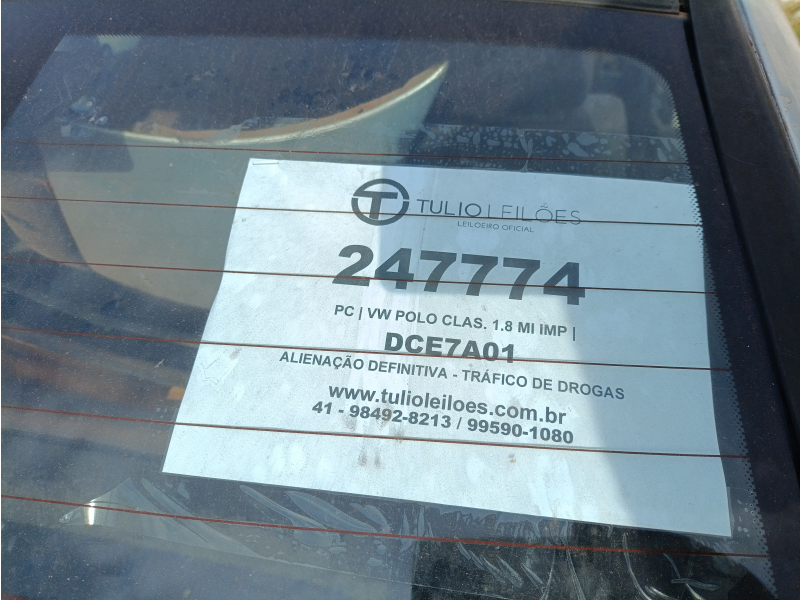 TULIO LEILÕES
LEILOEIRO OFICIAL
247774
PC | VW POLO CLAS. 1.8 MI IMP |
DCE7A01
ALIENAÇÃO DEFINITIVA - TRÁFICO DE DROGAS
www.tulioleiloes.com.br
41 - 98492-8213 / 99590-1080